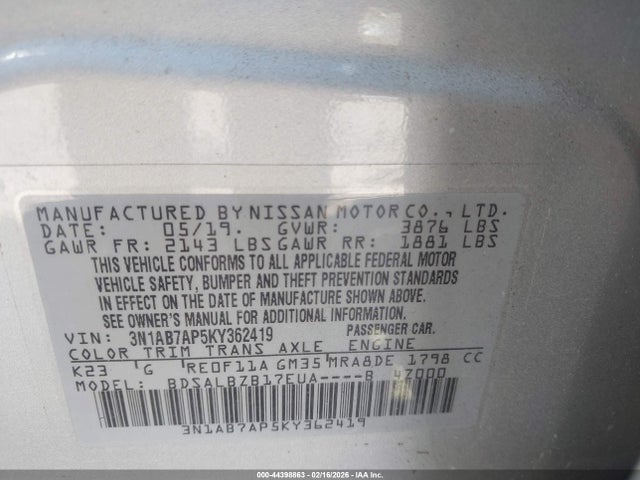 MANUFACTURED BY NISSAN MOTOR CO., LTD.
DATE: 05/19. GVWR: 3876 LBS
GAWR FR: 2143 LBS GAWR RR: 1881 LBS
THIS VEHICLE CONFORMS TO ALL APPLICABLE FEDERAL MOTOR
VEHICLE SAFETY, BUMPER AND THEFT PREVENTION STANDARDS
IN EFFECT ON THE DATE OF MANUFACTURE SHOWN ABOVE.
SEE OWNER'S MANUAL FOR ADDITIONAL INFORMATION.
VIN: 3N1AB7AP5KY362419 PASSENGER CAR.
COLOR TRIM TRANS AXLE ENGINE
K23 G RE0F11A GM35 MRA8DE 1798 CC
MODEL: BDSALBZB17EUA----B 47000
3N1AB7AP5KY362419
000-44398863 02/16/2026 IAA INC.